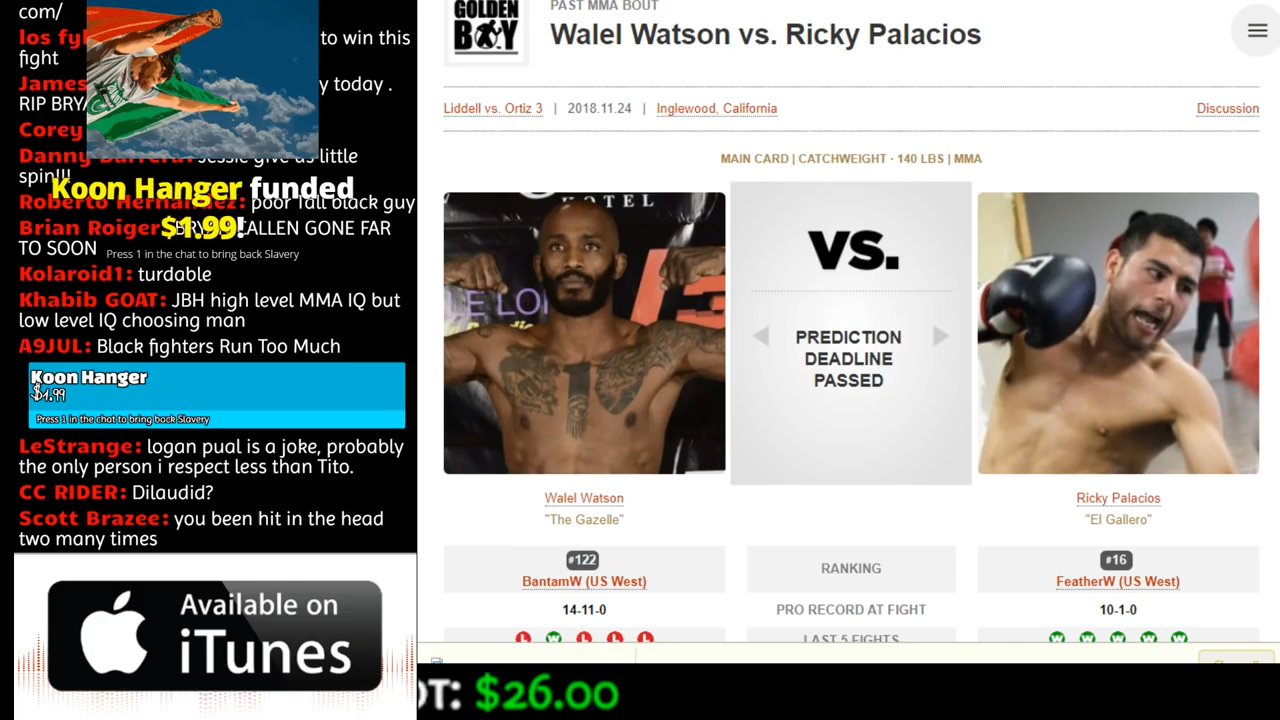 com/
los fy to win this
fight
James y today .
RIP BRY
Corey
Danny Barrera: Jessie give us little
spin!!!
Koon Hanger funded
$1.99!
Roberto Hernandez: poor tall black guy
Brian Roiger ALLEN GONE FAR
TO SOON
Press 1 in the chat to bring back Slavery
Kolaroid1: turdable
Khabib GOAT: JBH high level MMA IQ but
low level IQ choosing man
A9JUL: Black fighters Run Too Much
Koon Hanger
$1.99
Press 1 in the chat to bring back Slavery
LeStrange: logan pual is a joke, probably
the only person i respect less than Tito.
CC RIDER: Dilaudid?
Scott Brazee: you been hit in the head
two many times
Available on
iTunes
GOLDEN
BOY
PAST MMA BOUT
Walel Watson vs. Ricky Palacios
Liddell vs. Ortiz 3 | 2018.11.24 | Inglewood, California
Discussion
MAIN CARD | CATCHWEIGHT · 140 LBS | MMA
HOTEL
VS.
PREDICTION
DEADLINE
PASSED
Walel Watson
"The Gazelle"
Ricky Palacios
"El Gallero"
#122
BantamW (US West)
RANKING
#16
FeatherW (US West)
14-11-0
PRO RECORD AT FIGHT
10-1-0
L W L L L
LAST 5 FIGHTS
W W W W W
OT: $26.00